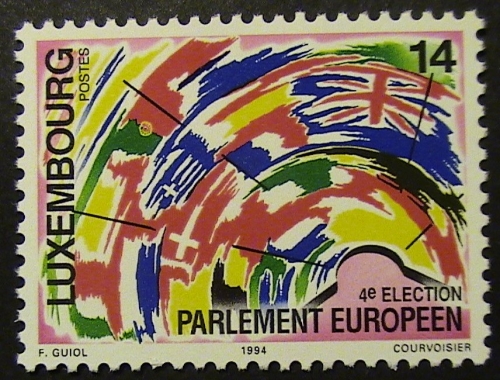 LUXEMBOURG
POSTES
14
4e ELECTION
PARLEMENT EUROPEEN
F. GUIOL
1994
COURVOISIER